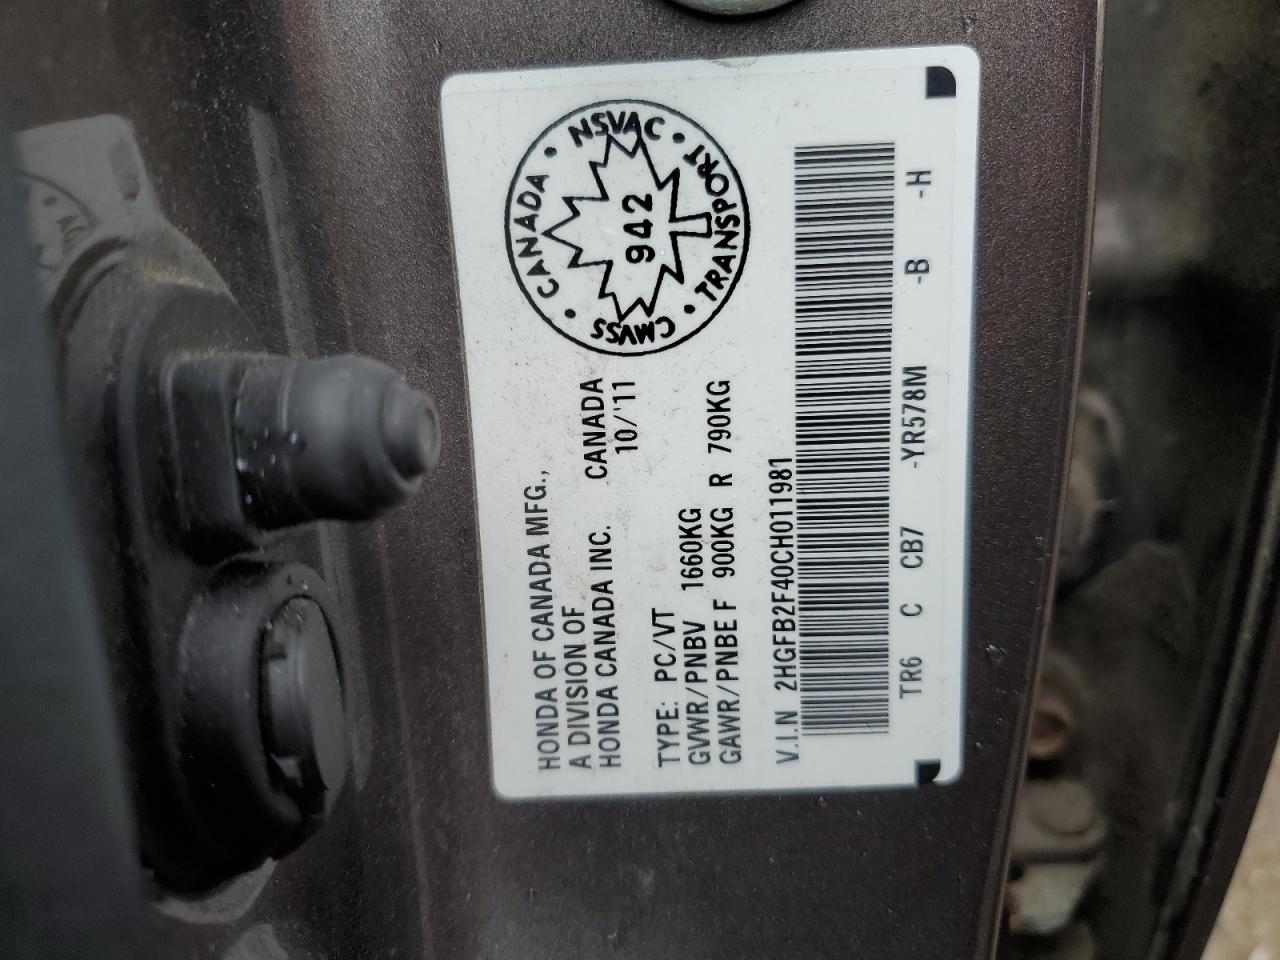 HONDA OF CANADA MFG.,
A DIVISION OF
HONDA CANADA INC. CANADA
10/'11
TYPE: PC/VT
GVWR/PNBV 1660KG
GAWR/PNBE F 900KG R 790KG
V.I.N 2HGFB2F40CH011981
TR6 C CB7 -YR578M -B -H
CANADA • NSVAC • TRANSPORT • CMVSS •
942